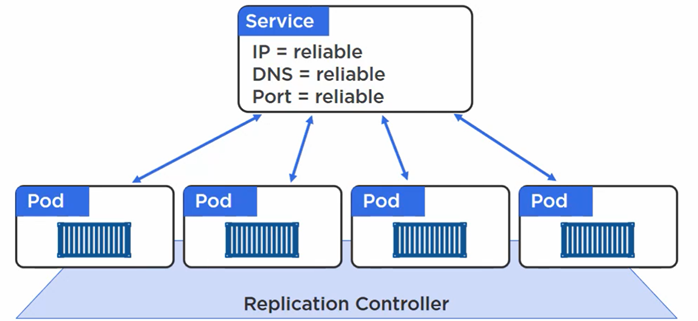 Service
IP = reliable
DNS = reliable
Port = reliable
Pod
Pod
Pod
Pod
Replication Controller